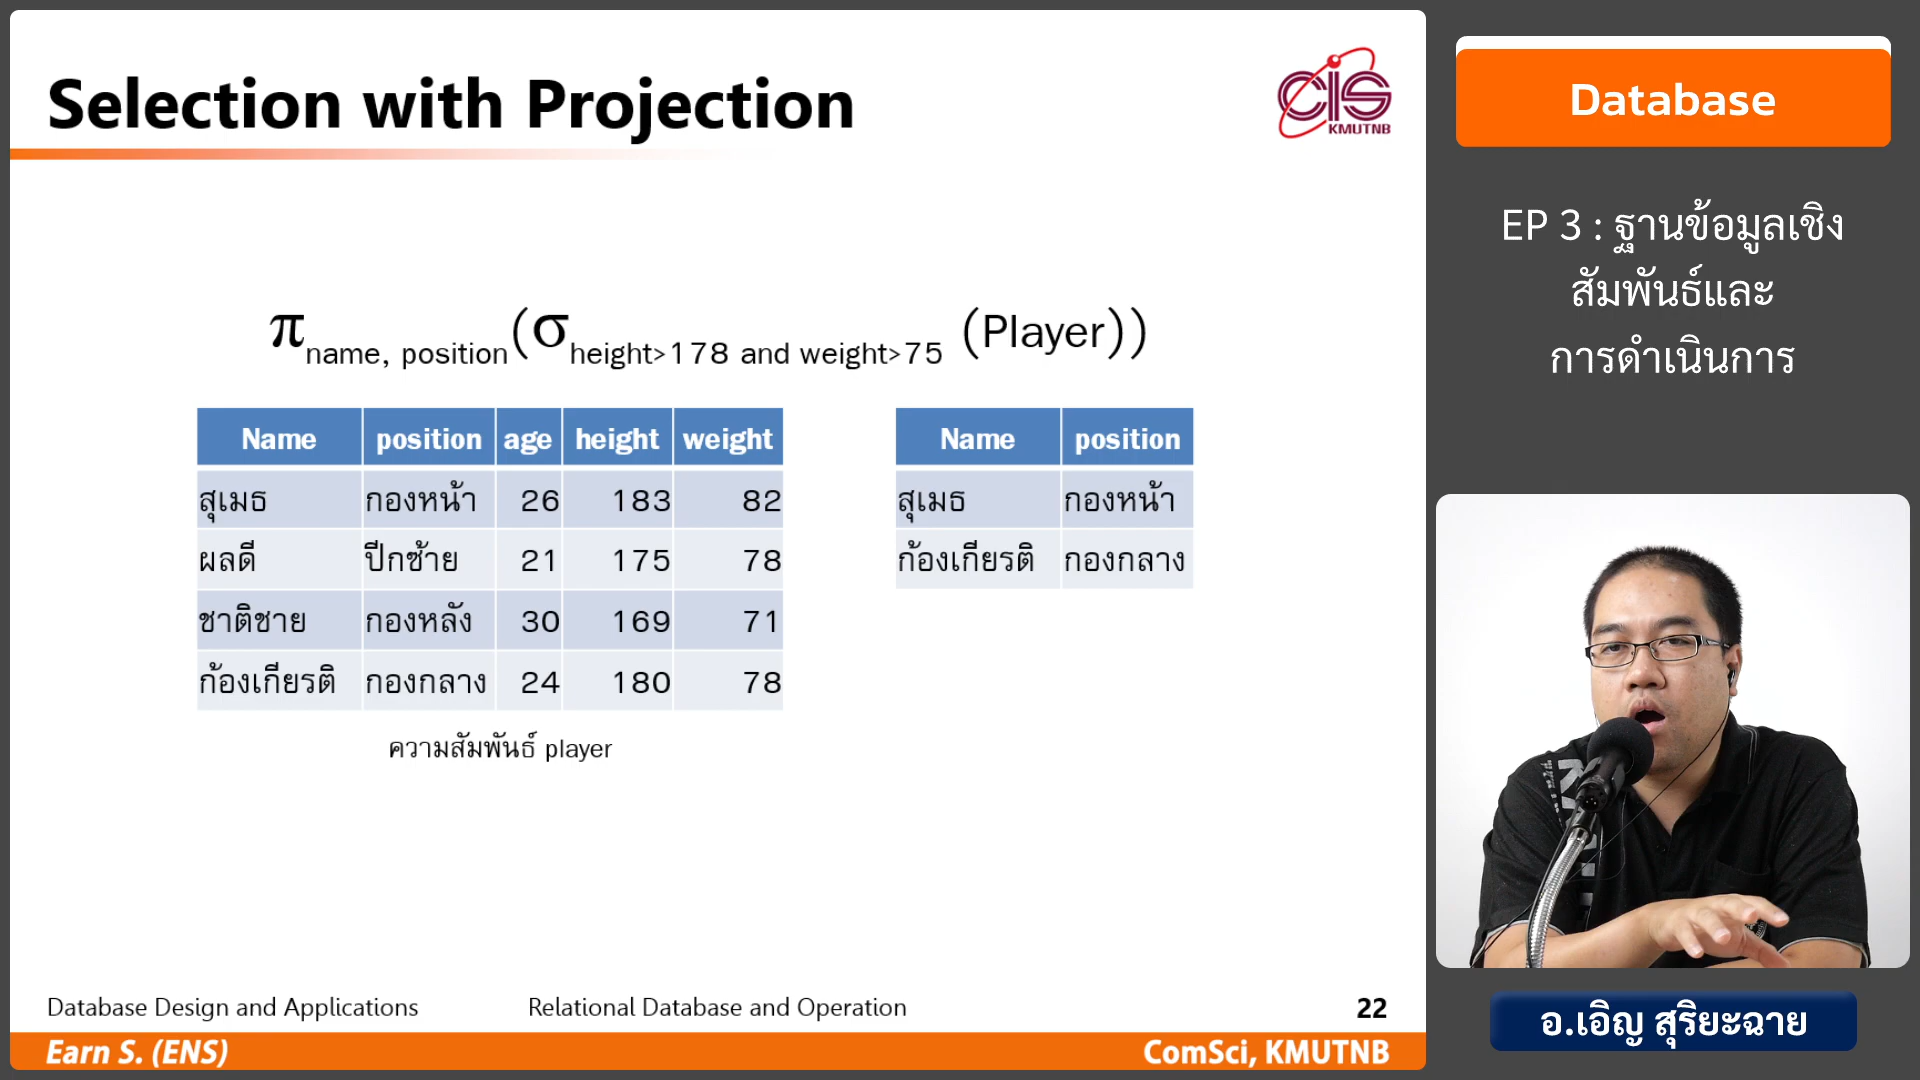 Selection with Projection
CIS
KMUTNB
π name, position (σ height>178 and weight>75 (Player))
Name position age height weight
สุเมธ กองหน้า 26 183 82
ผลดี ปีกซ้าย 21 175 78
ชาติชาย กองหลัง 30 169 71
ก้องเกียรติ กองกลาง 24 180 78
ความสัมพันธ์ player
Name position
สุเมธ กองหน้า
ก้องเกียรติ กองกลาง
Database Design and Applications
Relational Database and Operation
22
Earn S. (ENS)
ComSci, KMUTNB
Database
EP 3 : ฐานข้อมูลเชิง
สัมพันธ์และ
การดำเนินการ
อ.เอิญ สุริยะฉาย